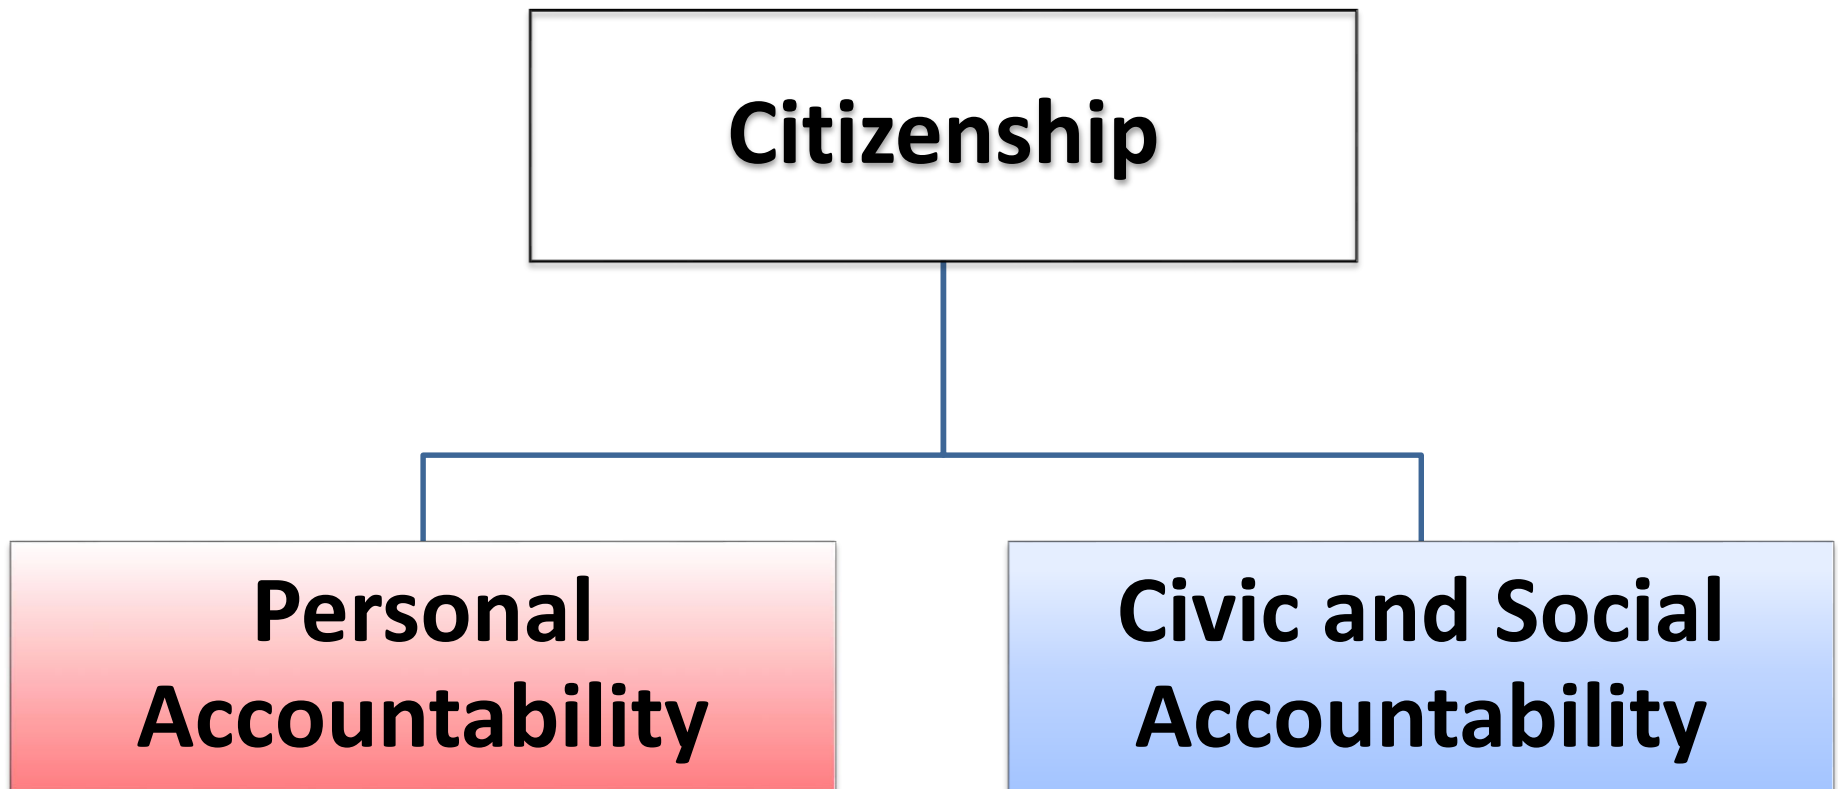 Citizenship
Personal
Accountability
Civic and Social
Accountability